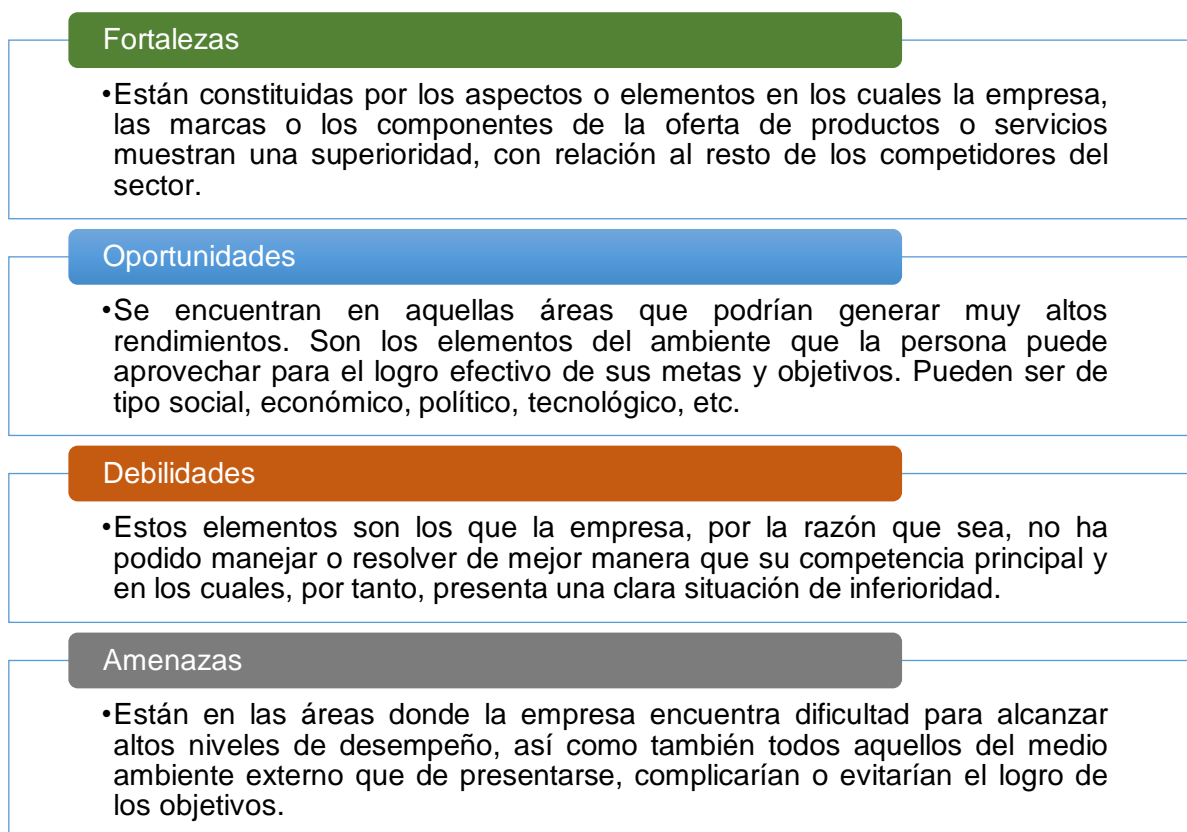 Fortalezas
•Están constituidas por los aspectos o elementos en los cuales la empresa,
las marcas o los componentes de la oferta de productos o servicios
muestran una superioridad, con relación al resto de los competidores del
sector.
Oportunidades
•Se encuentran en aquellas áreas que podrían generar muy altos
rendimientos. Son los elementos del ambiente que la persona puede
aprovechar para el logro efectivo de sus metas y objetivos. Pueden ser de
tipo social, económico, político, tecnológico, etc.
Debilidades
•Estos elementos son los que la empresa, por la razón que sea, no ha
podido manejar o resolver de mejor manera que su competencia principal y
en los cuales, por tanto, presenta una clara situación de inferioridad.
Amenazas
•Están en las áreas donde la empresa encuentra dificultad para alcanzar
altos niveles de desempeño, así como también todos aquellos del medio
ambiente externo que de presentarse, complicarían o evitarían el logro de
los objetivos.